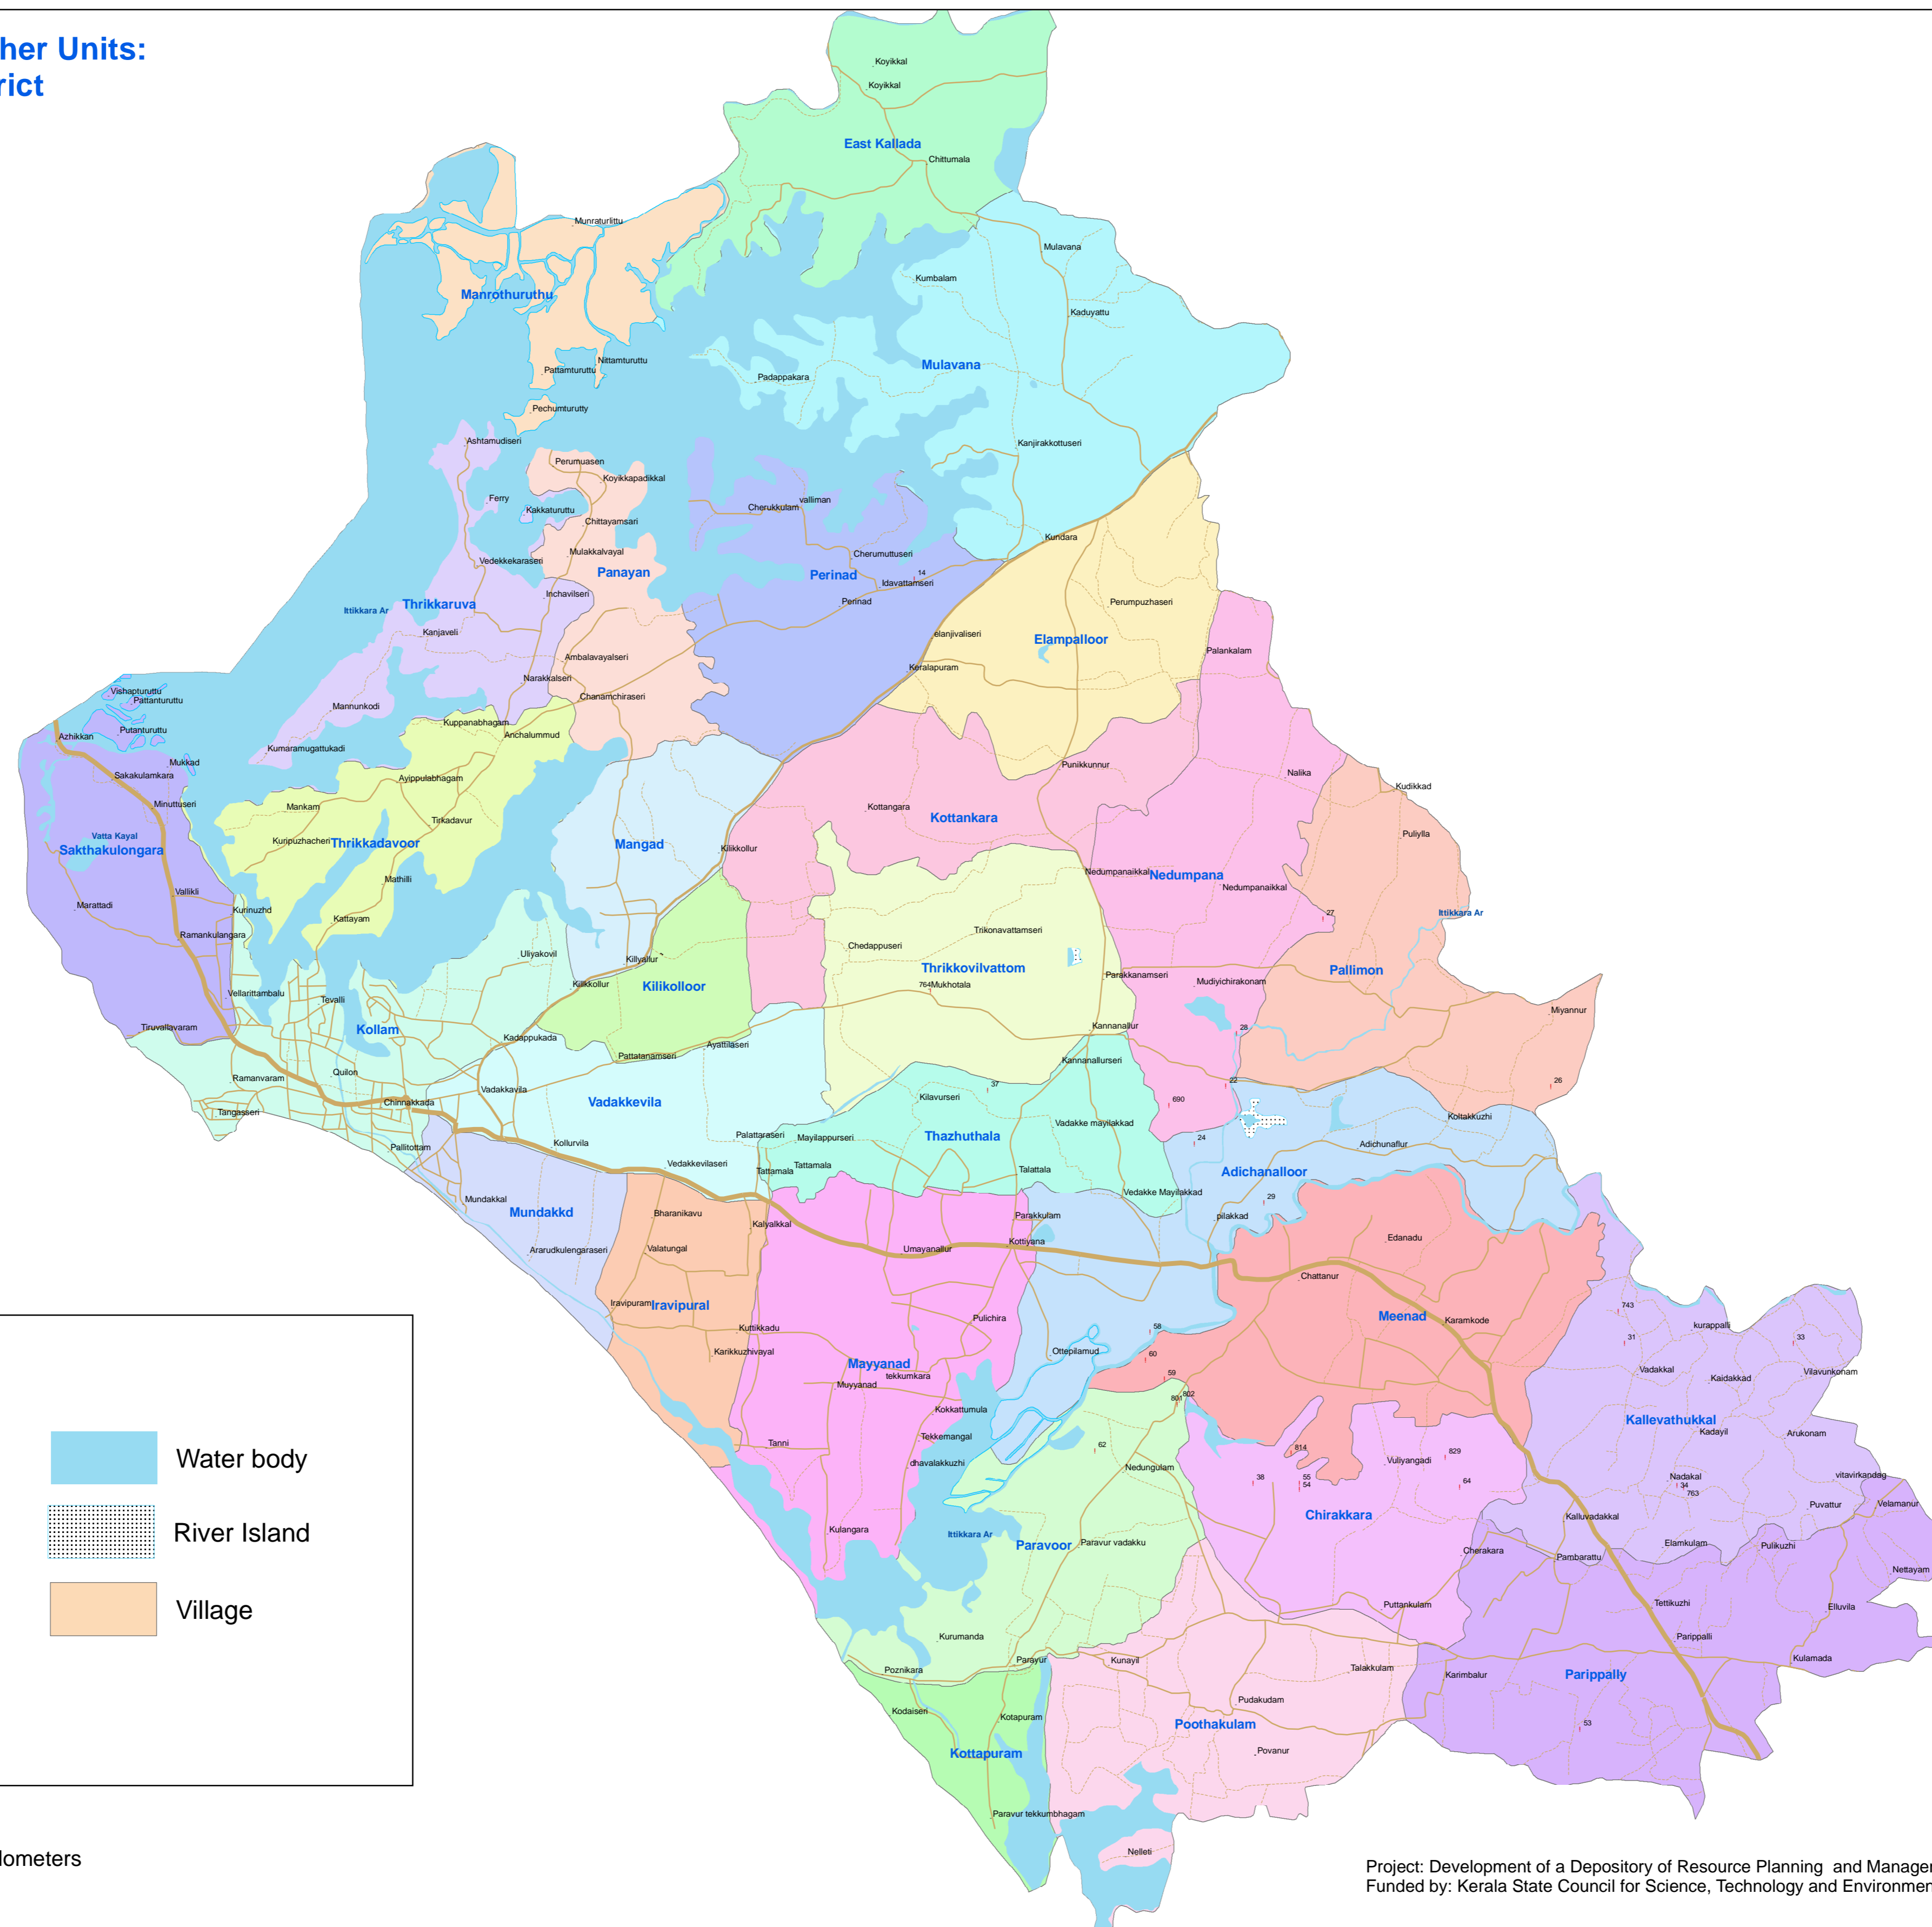 her Units:
rict
Koyikkal
Koyikkal
East Kallada
Chittumala
Munraturlittu
Mulavana
Kumbalam
Manrothuruthu
Kaduyattu
Nittamturuttu
Pattamturuttu
Mulavana
Padappakara
Pechumturutty
Ashtamudiseri
Kanjirakkottuseri
Perumuasen
Koyikkapadikkal
Ferry
valliman
Cherukkulam
Kakkaturuttu
Chittayamsari
Kundara
Mulakkalvayal
Cherumuttuseri
Vedekkekaraseri
Panayan
Perinad
14
Idavattamseri
Inchavilseri
Perinad
Thrikkaruva
Ittikkara Ar
Perumpuzhaseri
Kanjaveli
elanjivaliseri
Elampalloor
Palankalam
Ambalavayalseri
Keralapuram
Narakkalseri
Vishapturuttu
Pattanturuttu
Chanamchiraseri
Mannunkodi
Kuppanabhagam
Putanturuttu
Azhikkan
Anchalummud
Kumaramugattukadi
Mukkad
Punikkunnur
Sakakulamkara
Ayippulabhagam
Nalika
Kudikkad
Minuttuseri
Mankam
Kottangara
Tirkadavur
Kottankara
Vatta Kayal
Sakthakulongara
Kuripuzhacheri
Thrikkadavoor
Mangad
Kilikkollur
Puliylla
Mathilli
Nedumpanaikkal
Nedumpana
Nedumpanaikkal
Vallikli
Marattadi
Kurinuzhd
Kattayam
27
Ittikkara Ar
Ramankulangara
Trikonavattamseri
Chedappuseri
Uliyakovil
Killyallur
Thrikkovilvattom
Pallimon
Parakkanamseri
Mudiyichirakonam
Killkkollur
Kilikolloor
764
Mukhotala
Vellarittambalu
Tevalli
Miyannur
Tiruvallavaram
Kollam
Kannanallur
28
Kadappukada
Ayattilaseri
Pattatanamseri
Kannanallurseri
Quilon
Ramanvaram
Vadakkavila
37
22
26
Kilavurseri
Chinnakkada
Vadakkevila
690
Tangasseri
Koltakkuzhi
Vadakke mayilakkad
Palattaraseri
Mayilappurseri
Thazhuthala
24
Adichunaflur
Kollurvila
Pallitottam
Vedakkevilaseri
Tattamala
Tattamala
Talattala
Adichanalloor
Vedakke Mayilakkad
29
Mundakkal
Mundakkd
Bharanikavu
Kalyalkkal
Parakkulam
pilakkad
Edanadu
Ararudkulengaraseri
Valatungal
Umayanallur
Kottiyana
Chattanur
Iravipuram
Iravipural
743
Meenad
Karamkode
Pulichira
kurappalli
Kuttikkadu
58
31
33
Karikkuzhivayal
Ottepilamud
60
Mayyanad
tekkumkara
Muyyanad
59
Vadakkal
Kaidakkad
Vilavunkonam
802
801
Kokkattumula
Kallevathukkal
Kadayil
Arukonam
Tekkemangal
Tanni
62
814
829
dhavalakkuzhi
Nedungulam
Vuliyangadi
38
55
54
64
Nadakal
34
763
vitavirkandag
Puvattur
Velamanur
Chirakkara
Kalluvadakkal
Kulangara
Ittikkara Ar
Paravoor
Paravur vadakku
Elamkulam
Pulikuzhi
Cherakara
Pambarattu
Nettayam
Puttankulam
Tettikuzhi
Elluvila
Kurumanda
Parippalli
Parayur
Kunayil
Poznikara
Talakkulam
Karimbalur
Parippally
Kulamada
Pudakudam
Kodaiseri
Kotapuram
Poothakulam
53
Kottapuram
Povanur
Paravur tekkumbhagam
Nelleti
Water body
River Island
Village
lometers
Project: Development of a Depository of Resource Planning and Manager
Funded by: Kerala State Council for Science, Technology and Environmen